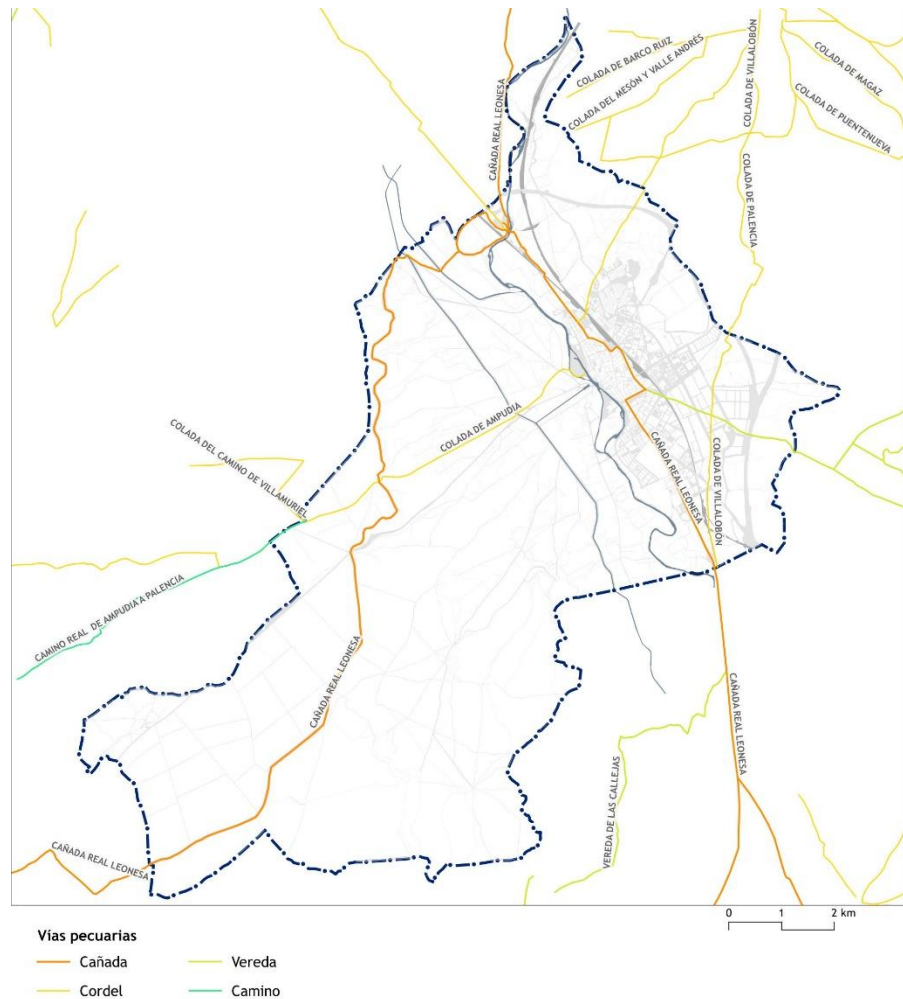 COLADA DE BARCO RUIZ
COLADA DEL MESÓN Y VALLE ANDRÉS
COLADA DE VILLALOBÓN
COLADA DE MAGAZ
COLADA DE PUENTENUEVA
CAÑADA REAL LEONESA
COLADA DE PALENCIA
COLADA DE AMPUDIA
COLADA DEL CAMINO DE VILLAMURIEL
CAÑADA REAL LEONESA
COLADA DE VILLALOBÓN
CAMINO REAL DE AMPUDIA A PALENCIA
CAÑADA REAL LEONESA
CAÑADA REAL LEONESA
VEREDA DE LAS CALLEJAS
CAÑADA REAL LEONESA
0 1 2 km
Vías pecuarias
Cañada
Vereda
Cordel
Camino